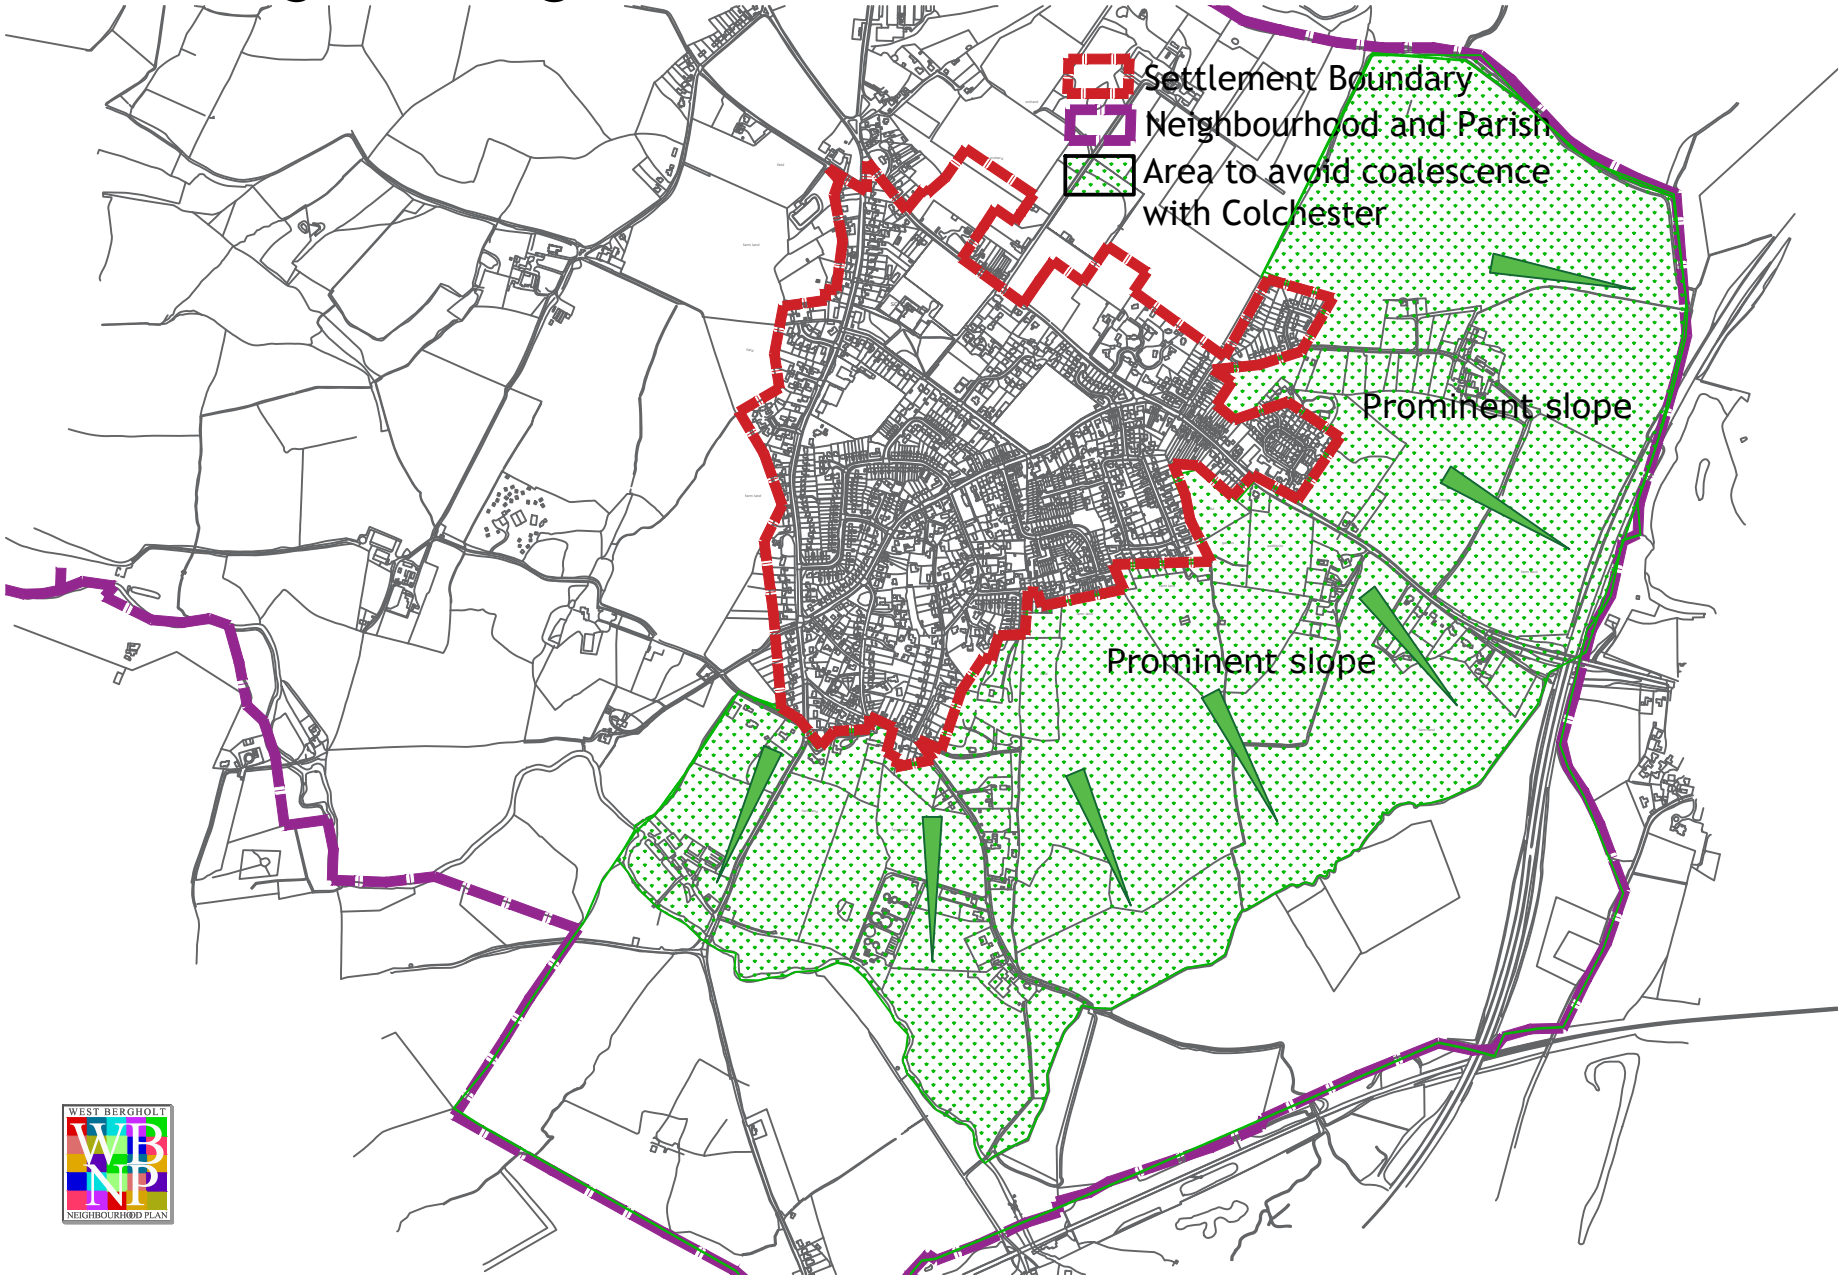 Settlement Boundary
Neighbourhood and Parish
Area to avoid coalescence
with Colchester
Prominent slope
Prominent slope
WEST BERGHOLT
WB
NP
NEIGHBOURHOOD PLAN